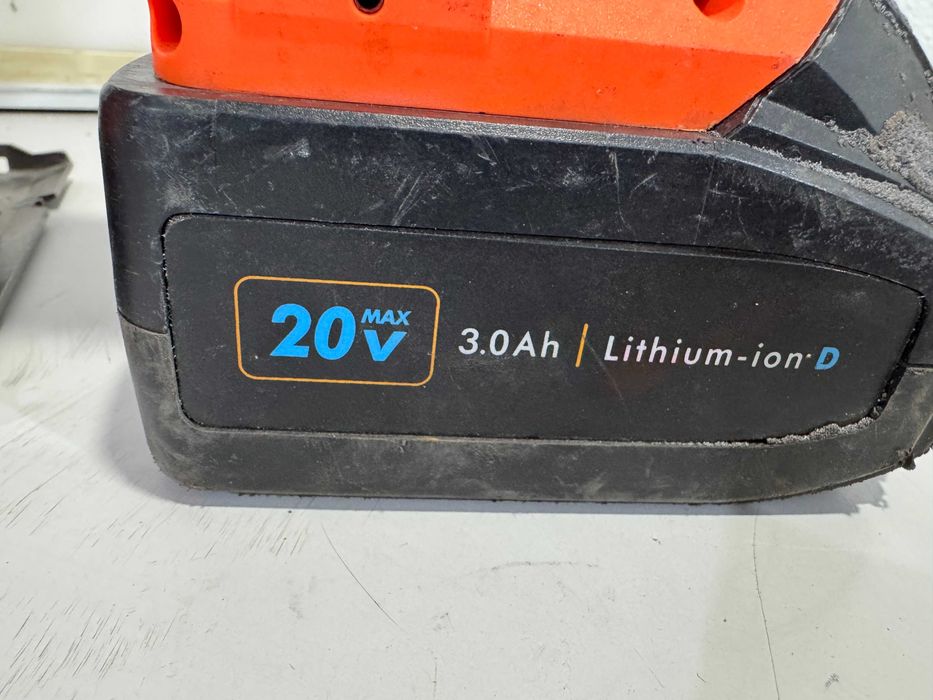 20V MAX 3.0Ah | Lithium-ion D